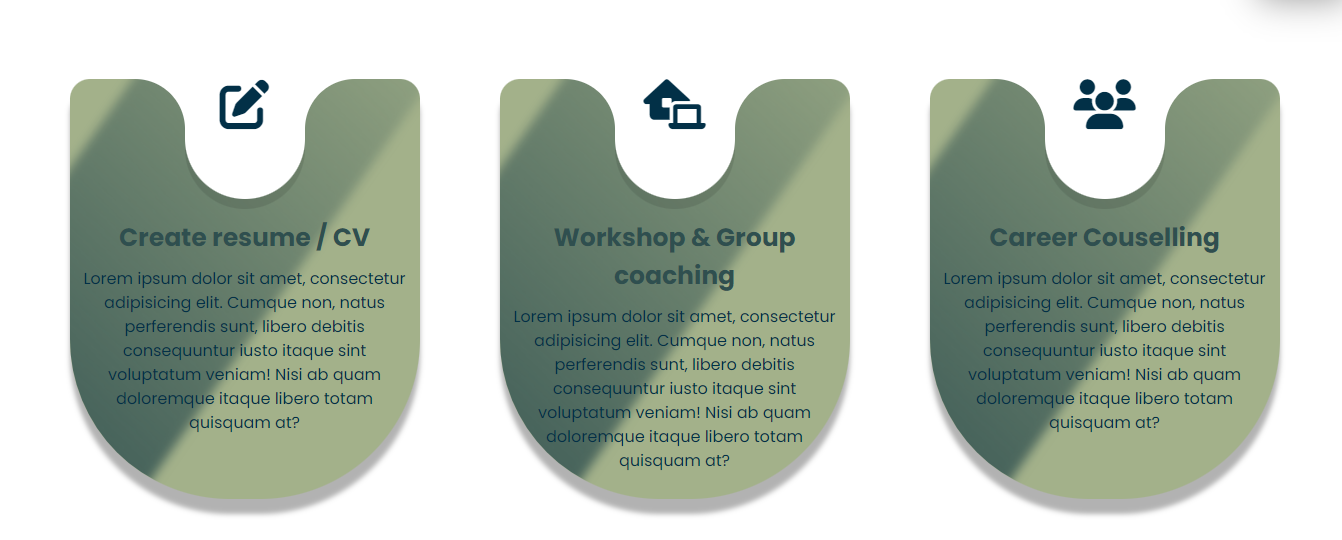 Create resume / CV
Lorem ipsum dolor sit amet, consectetur
adipisicing elit. Cumque non, natus
perferendis sunt, libero debitis
consequuntur iusto itaque sint
voluptatum veniam! Nisi ab quam
doloremque itaque libero totam
quisquam at?
Workshop & Group
coaching
Lorem ipsum dolor sit amet, consectetur
adipisicing elit. Cumque non, natus
perferendis sunt, libero debitis
consequuntur iusto itaque sint
voluptatum veniam! Nisi ab quam
doloremque itaque libero totam
quisquam at?
Career Couselling
Lorem ipsum dolor sit amet, consectetur
adipisicing elit. Cumque non, natus
perferendis sunt, libero debitis
consequuntur iusto itaque sint
voluptatum veniam! Nisi ab quam
doloremque itaque libero totam
quisquam at?